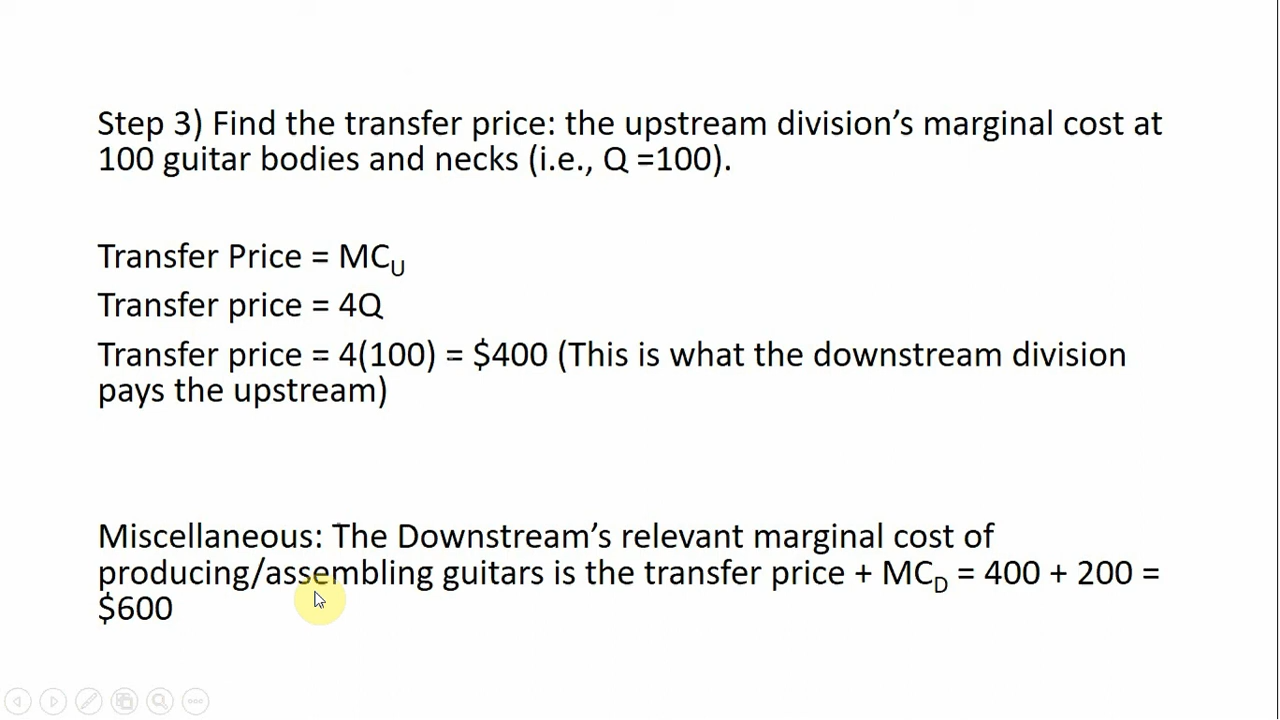 Step 3) Find the transfer price: the upstream division’s marginal cost at
100 guitar bodies and necks (i.e., Q =100).
Transfer Price = MCU
Transfer price = 4Q
Transfer price = 4(100) = $400 (This is what the downstream division
pays the upstream)
Miscellaneous: The Downstream’s relevant marginal cost of
producing/assembling guitars is the transfer price + MCD = 400 + 200 =
$600